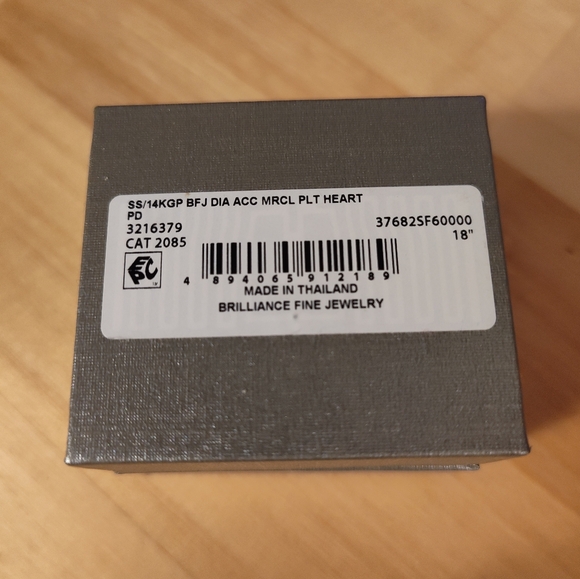 SS/14KGP BFJ DIA ACC MRCL PLT HEART
PD
3216379
37682SF60000
CAT 2085
18"
4 894065 912189
MADE IN THAILAND
BRILLIANCE FINE JEWELRY